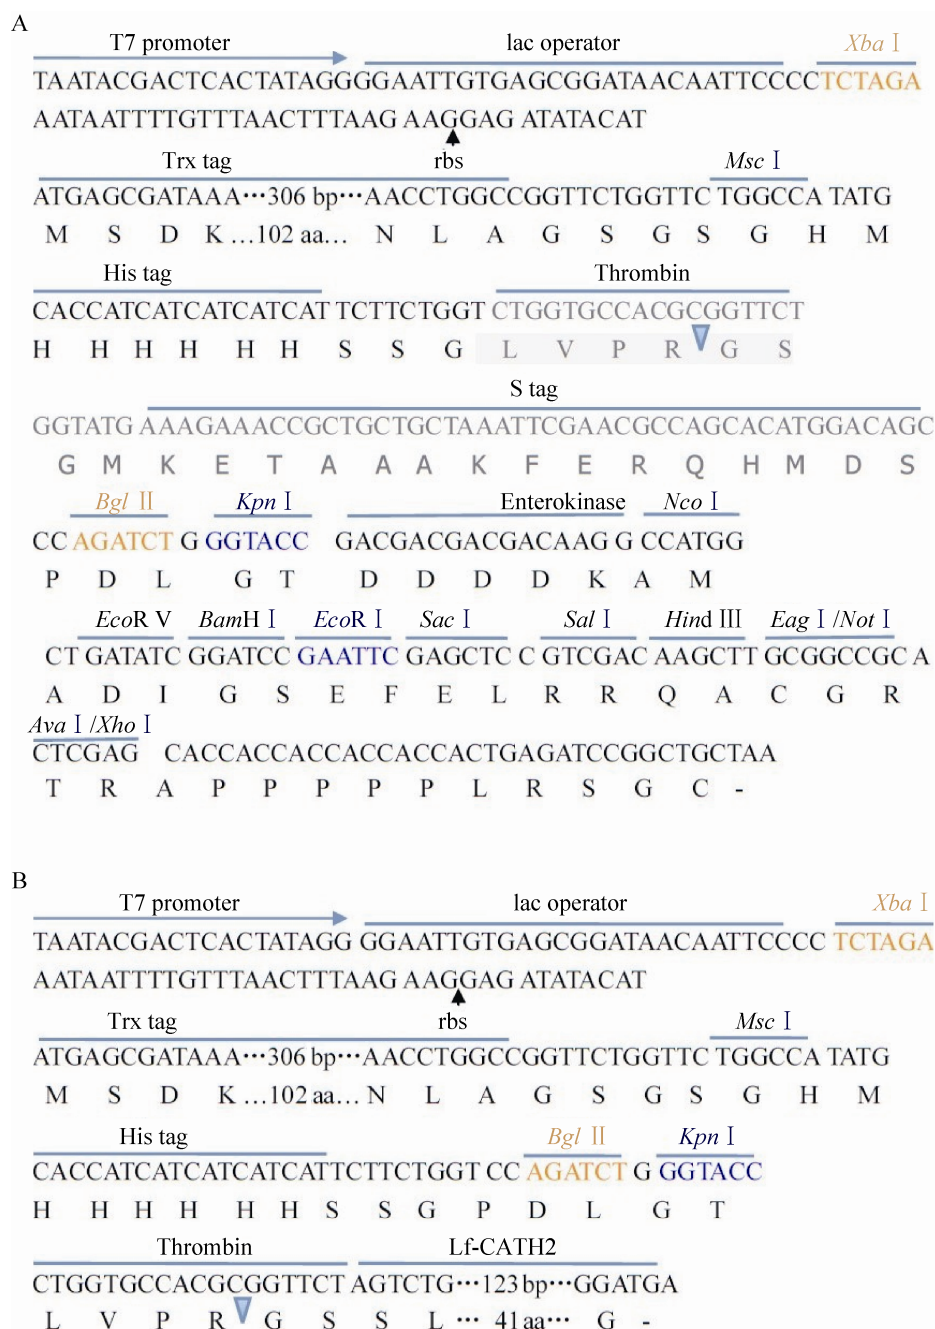 A
T7 promoter lac operator Xba Ⅰ
TAATACGACTCACTATAGGGGAATTGTGAGCGGATAACAATTCCCCTCTAGA
AATAATTTTGTTTAACTTTAAG AAGGAG ATATACAT
Trx tag rbs Msc Ⅰ
ATGAGCGATAAA···306 bp···AACCTGGCCGGTTCTGGTTC TGGCCA TATG
M S D K …102 aa… N L A G S G S G H M
His tag Thrombin
CACCATCATCATCATCAT TCTTCTGGT CTGGTGCCACGCGGTTCT
H H H H H H S S G L V P R G S
S tag
GGTATG AAAGAAACCGCTGCTGCTAAATTCGAACGCCAGCACATGGACAGC
G M K E T A A A K F E R Q H M D S
Bgl Ⅱ Kpn Ⅰ Enterokinase Nco Ⅰ
CC AGATCT G GGTACC GACGACGACGACAAG G CCATGG
P D L G T D D D D K A M
EcoR V BamH Ⅰ EcoR Ⅰ Sac Ⅰ Sal Ⅰ Hind Ⅲ Eag Ⅰ /Not Ⅰ
CT GATATC GGATCC GAATTC GAGCTC C GTCGAC AAGCTT GCGGCCGC A
A D I G S E F E L R R Q A C G R
Ava Ⅰ /Xho Ⅰ
CTCGAG CACCACCACCACCACCACTGAGATCCGGCTGCTAA
T R A P P P P P L R S G C -
B
T7 promoter lac operator Xba Ⅰ
TAATACGACTCACTATAGG GGAATTGTGAGCGGATAACAATTCCCC TCTAGA
AATAATTTTGTTTAACTTTAAG AAGGAG ATATACAT
Trx tag rbs Msc Ⅰ
ATGAGCGATAAA···306 bp···AACCTGGCCGGTTCTGGTTC TGGCCA TATG
M S D K …102 aa… N L A G S G S G H M
His tag Bgl Ⅱ Kpn Ⅰ
CACCATCATCATCATCATTCTTCTGGT CC AGATCT G GGTACC
H H H H H H S S G P D L G T
Thrombin Lf-CATH2
CTGGTGCCACGCGGTTCT AGTCTG···123 bp···GGATGA
L V P R G S S L ··· 41 aa··· G -